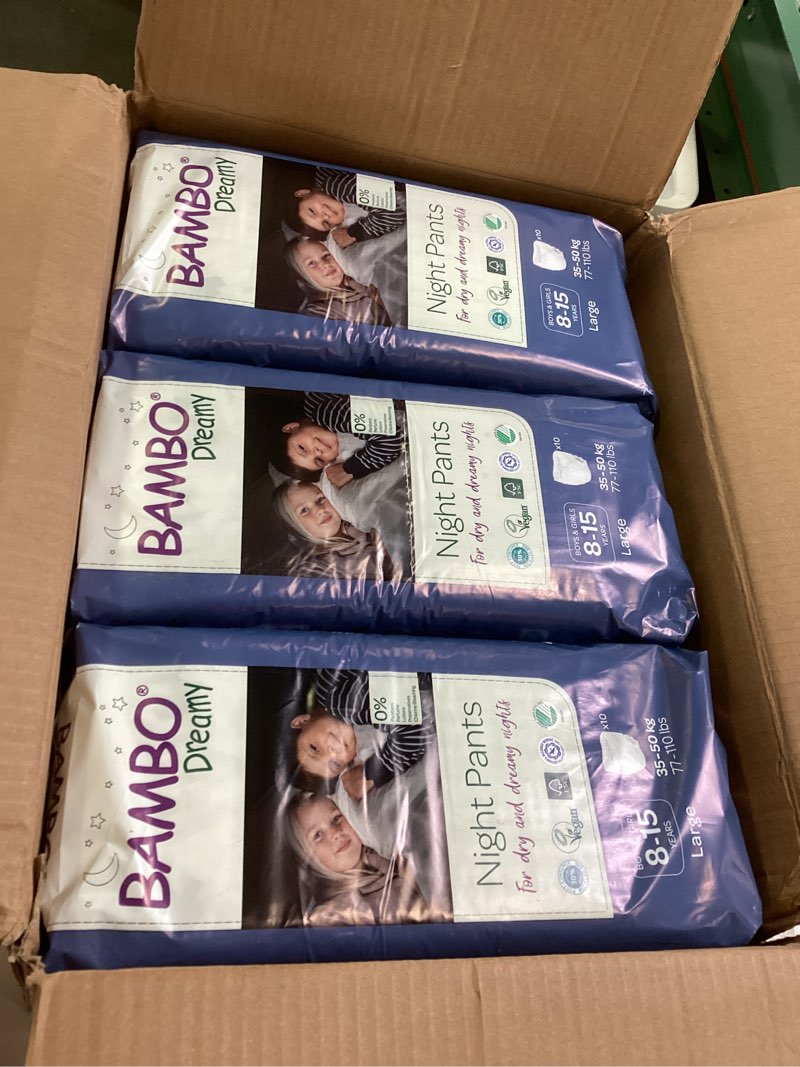 BAMBO®
Dreamy
0%
Night Pants
For dry and dreamy nights
Vegan
x10
35-50 kg
77-110 lbs
BOYS & GIRLS
8-15
YEARS
Large
BAMBO®
Dreamy
0%
Night Pants
For dry and dreamy nights
Vegan
x10
35-50 kg
77-110 lbs
BOYS & GIRLS
8-15
YEARS
Large
BAMBO®
Dreamy
0%
Night Pants
For dry and dreamy nights
Vegan
30%
x10
35-50 kg
77-110 lbs
8-15
YEARS
Large